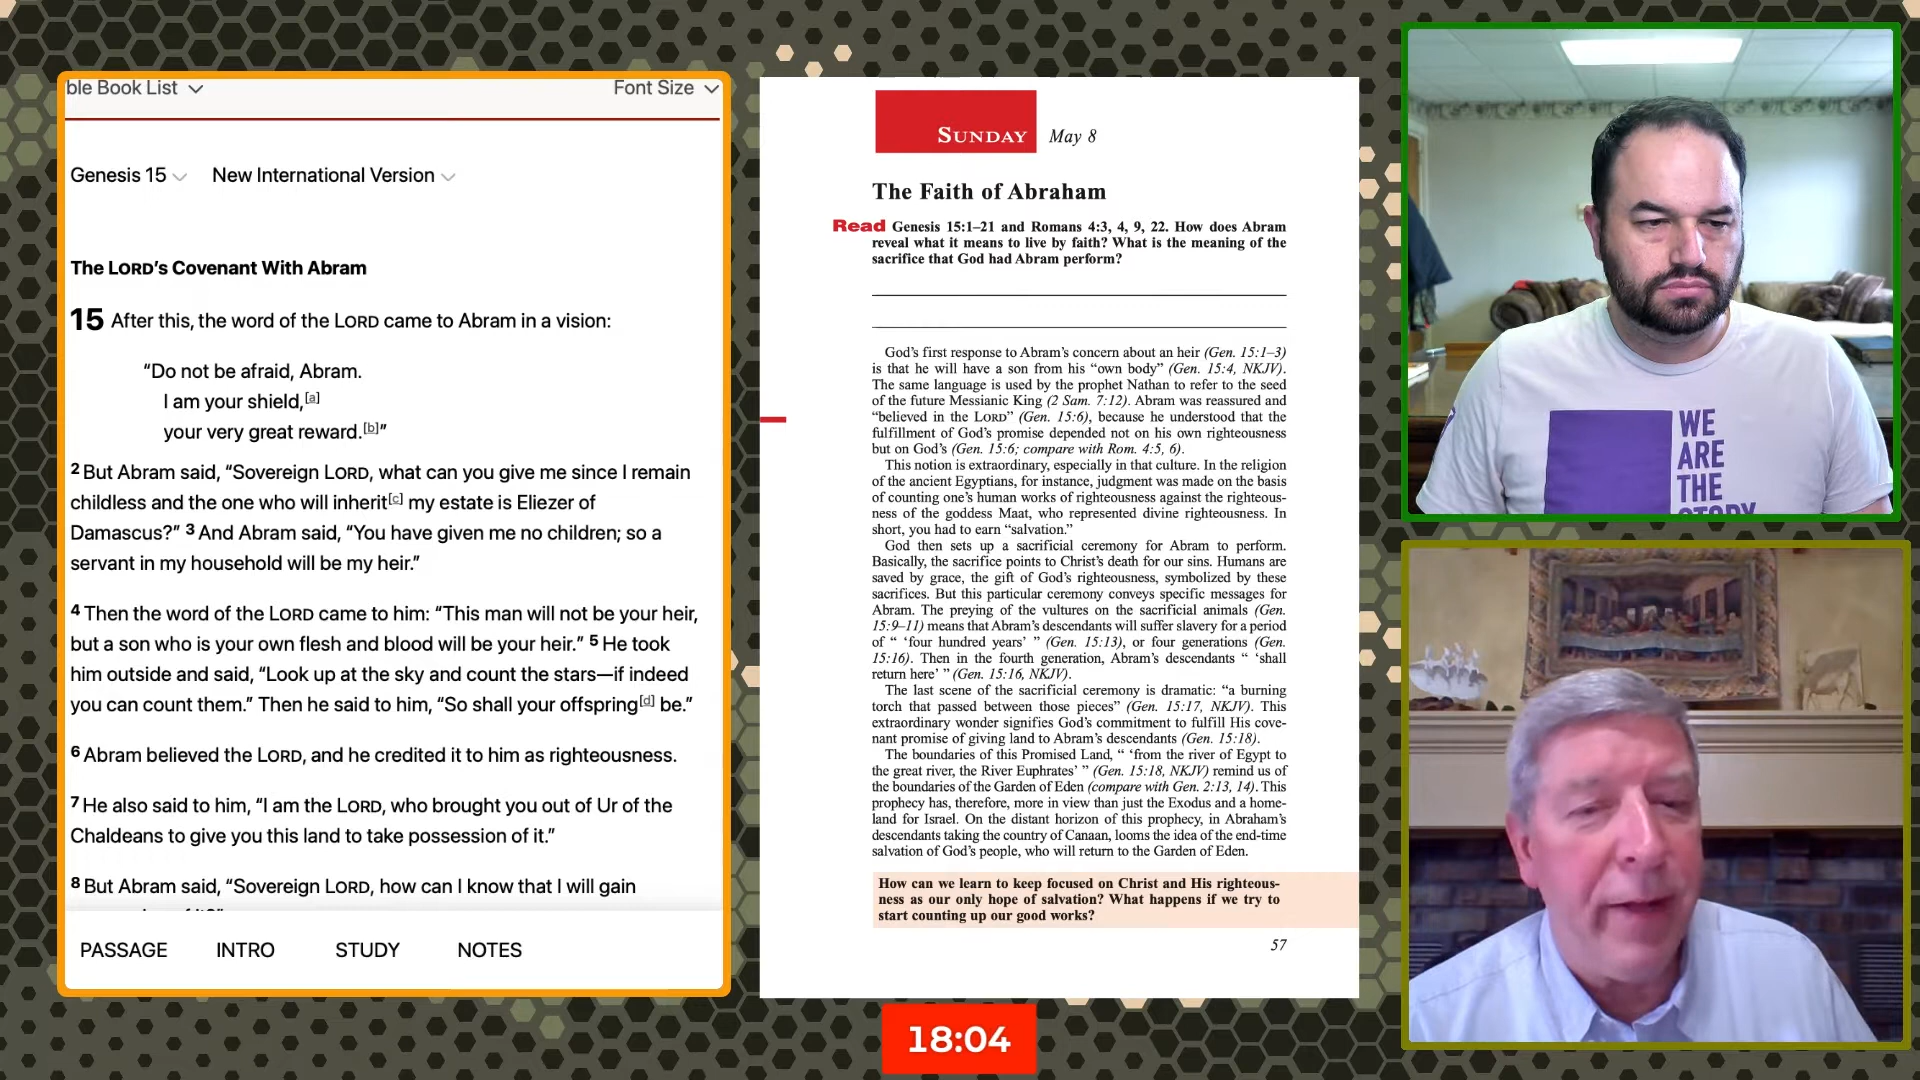 ble Book List
Font Size
Genesis 15
New International Version
The LORD's Covenant With Abram
15 After this, the word of the LORD came to Abram in a vision:
“Do not be afraid, Abram.
I am your shield,[a]
your very great reward.[b]”
2 But Abram said, “Sovereign LORD, what can you give me since I remain
childless and the one who will inherit[c] my estate is Eliezer of
Damascus?” 3 And Abram said, “You have given me no children; so a
servant in my household will be my heir.”
4 Then the word of the LORD came to him: “This man will not be your heir,
but a son who is your own flesh and blood will be your heir.” 5 He took
him outside and said, “Look up at the sky and count the stars—if indeed
you can count them.” Then he said to him, “So shall your offspring[d] be.”
6 Abram believed the LORD, and he credited it to him as righteousness.
7 He also said to him, “I am the LORD, who brought you out of Ur of the
Chaldeans to give you this land to take possession of it.”
8 But Abram said, “Sovereign LORD, how can I know that I will gain
PASSAGE INTRO STUDY NOTES
SUNDAY May 8
The Faith of Abraham
Read Genesis 15:1–21 and Romans 4:3, 4, 9, 22. How does Abram
reveal what it means to live by faith? What is the meaning of the
sacrifice that God had Abram perform?
God's first response to Abram's concern about an heir (Gen. 15:1–3)
is that he will have a son from his “own body” (Gen. 15:4, NKJV).
The same language is used by the prophet Nathan to refer to the seed
of the future Messianic King (2 Sam. 7:12). Abram was reassured and
“believed in the LORD” (Gen. 15:6), because he understood that the
fulfillment of God's promise depended not on his own righteousness
but on God's (Gen. 15:6; compare with Rom. 4:5, 6).
This notion is extraordinary, especially in that culture. In the religion
of the ancient Egyptians, for instance, judgment was made on the basis
of counting one's human works of righteousness against the righteous-
ness of the goddess Maat, who represented divine righteousness. In
short, you had to earn “salvation.”
God then sets up a sacrificial ceremony for Abram to perform.
Basically, the sacrifice points to Christ's death for our sins. Humans are
saved by grace, the gift of God's righteousness, symbolized by these
sacrifices. But this particular ceremony conveys specific messages for
Abram. The preying of the vultures on the sacrificial animals (Gen.
15:9–11) means that Abram's descendants will suffer slavery for a period
of “ ‘four hundred years’ ” (Gen. 15:13), or four generations (Gen.
15:16). Then in the fourth generation, Abram's descendants “ ‘shall
return here’ ” (Gen. 15:16, NKJV).
The last scene of the sacrificial ceremony is dramatic: “a burning
torch that passed between those pieces” (Gen. 15:17, NKJV). This
extraordinary wonder signifies God's commitment to fulfill His cove-
nant promise of giving land to Abram's descendants (Gen. 15:18).
The boundaries of this Promised Land, “ ‘from the river of Egypt to
the great river, the River Euphrates’ ” (Gen. 15:18, NKJV) remind us of
the boundaries of the Garden of Eden (compare with Gen. 2:13, 14). This
prophecy has, therefore, more in view than just the Exodus and a home-
land for Israel. On the distant horizon of this prophecy, in Abraham's
descendants taking the country of Canaan, looms the idea of the end-time
salvation of God's people, who will return to the Garden of Eden.
How can we learn to keep focused on Christ and His righteous-
ness as our only hope of salvation? What happens if we try to
start counting up our good works?
57
18:04
WE
ARE
THE
STORY